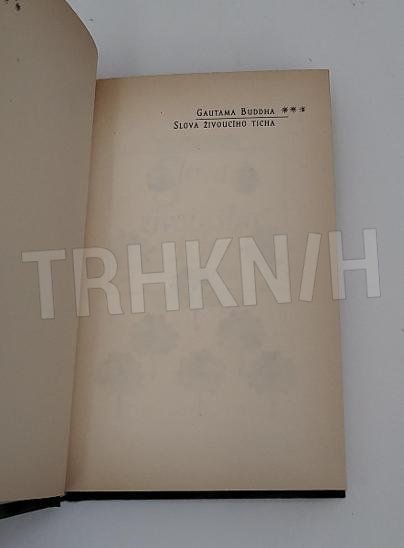 GAUTAMA BUDDHA ***
SLOVA ŽIVOUCÍHO TICHA
TRHKNIH